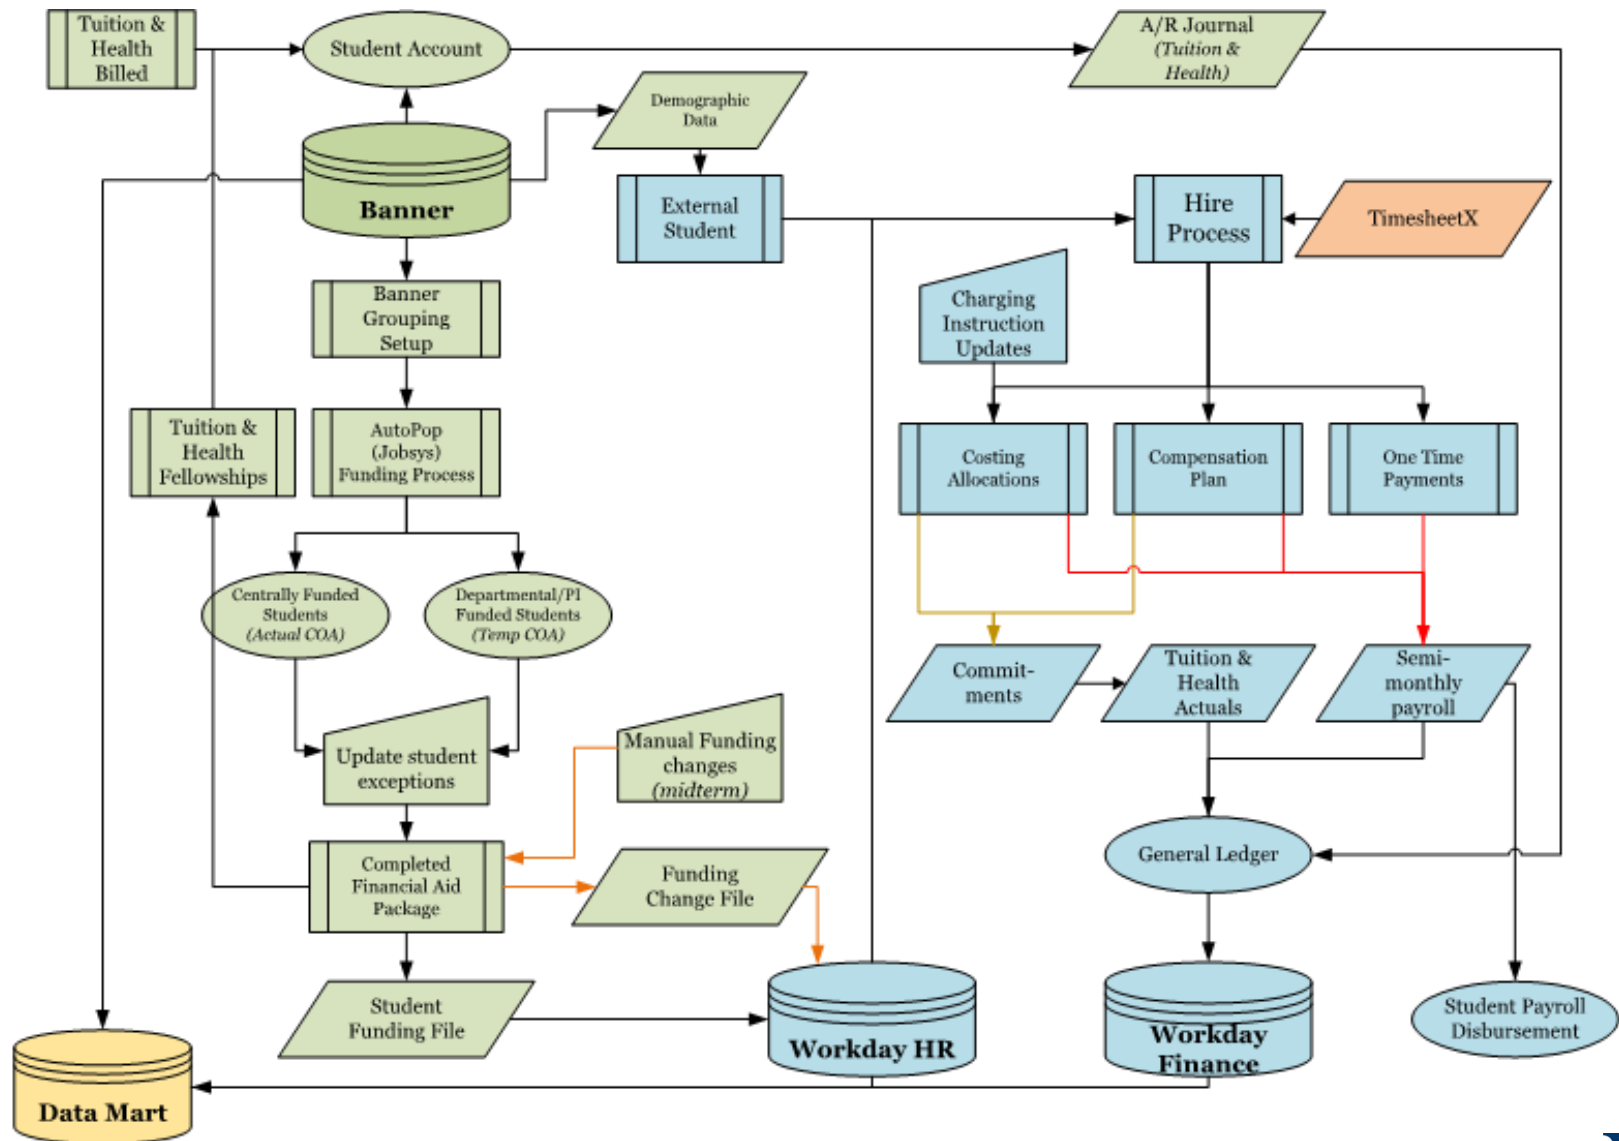 Tuition &
Health
Billed
Student Account
A/R Journal
(Tuition &
Health)
Demographic
Data
Banner
External
Student
Hire
Process
TimesheetX
Banner
Grouping
Setup
Charging
Instruction
Updates
Tuition &
Health
Fellowships
AutoPop
(Jobsys)
Funding Process
Costing
Allocations
Compensation
Plan
One Time
Payments
Centrally Funded
Students
(Actual COA)
Departmental/PI
Funded Students
(Temp COA)
Commit-
ments
Tuition &
Health
Actuals
Semi-
monthly
payroll
Update student
exceptions
Manual Funding
changes
(midterm)
Completed
Financial Aid
Package
Funding
Change File
General Ledger
Student
Funding File
Workday HR
Workday
Finance
Student Payroll
Disbursement
Data Mart